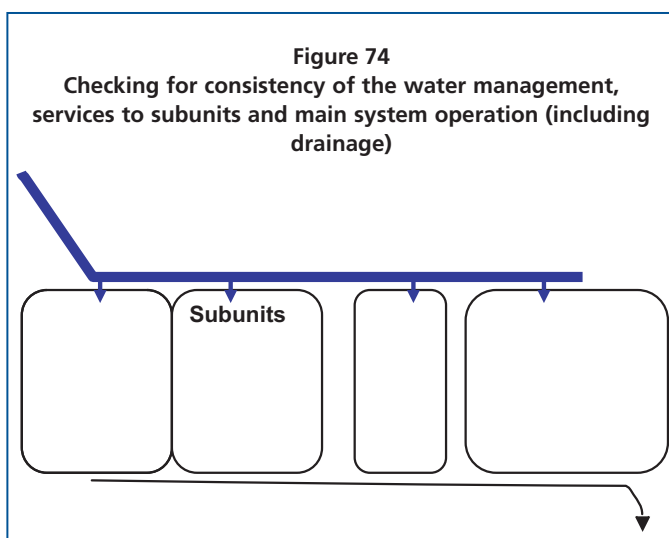 Figure 74
Checking for consistency of the water management,
services to subunits and main system operation (including
drainage)
Subunits